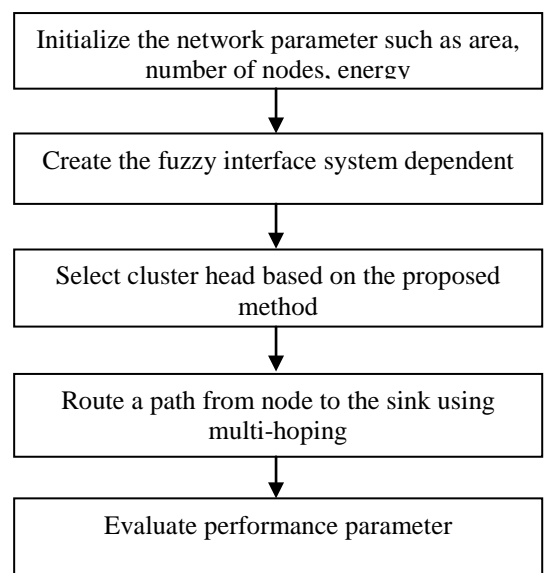 Initialize the network parameter such as area,
number of nodes, energy
Create the fuzzy interface system dependent
Select cluster head based on the proposed
method
Route a path from node to the sink using
multi-hoping
Evaluate performance parameter